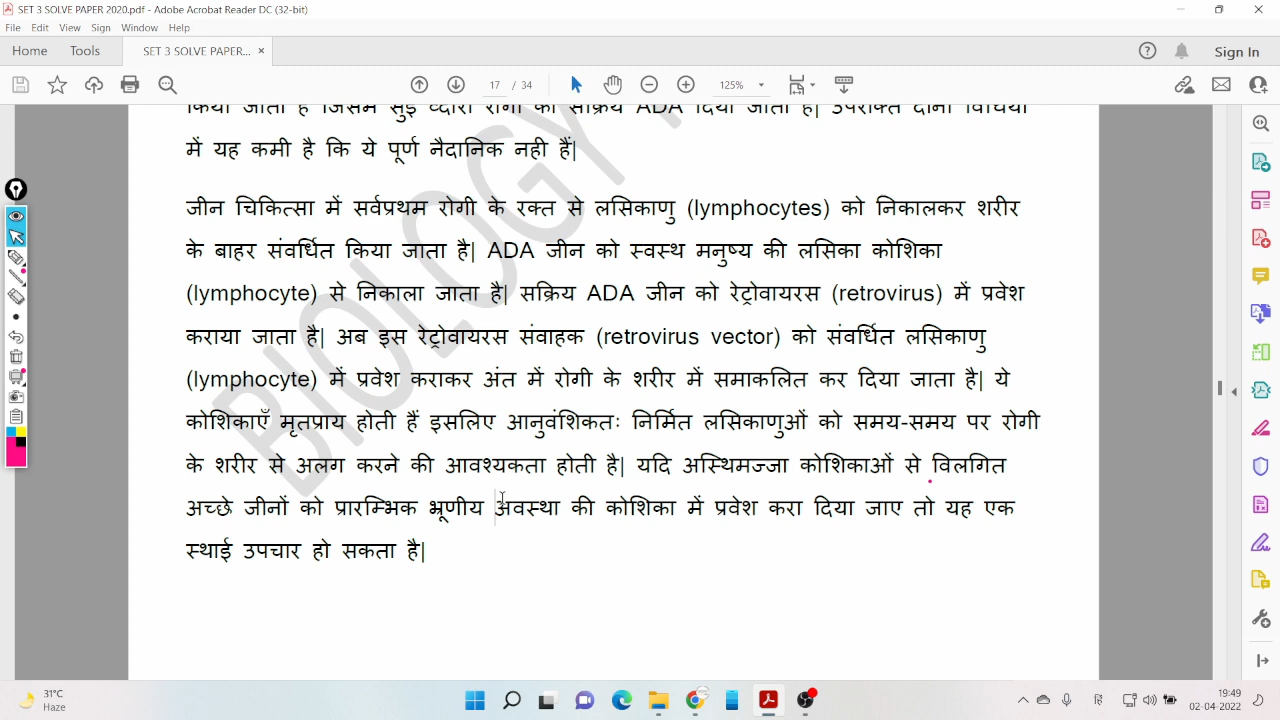 SET 3 SOLVE PAPER 2020.pdf - Adobe Acrobat Reader DC (32-bit)
File Edit View Sign Window Help
Home Tools SET 3 SOLVE PAPER... × Sign In
17 / 34 125%
किया जाता है जिसमें सुई ध्दारा रोगी को सक्रिय ADA दिया जाता है| उपरोक्त दोनों विधियों
में यह कमी है कि ये पूर्ण नैदानिक नही हैं|
जीन चिकित्सा में सर्वप्रथम रोगी के रक्त से लसिकाणु (lymphocytes) को निकालकर शरीर
के बाहर संवर्धित किया जाता है| ADA जीन को स्वस्थ मनुष्य की लसिका कोशिका
(lymphocyte) से निकाला जाता है| सक्रिय ADA जीन को रेट्रोवायरस (retrovirus) में प्रवेश
कराया जाता है| अब इस रेट्रोवायरस संवाहक (retrovirus vector) को संवर्धित लसिकाणु
(lymphocyte) में प्रवेश कराकर अंत में रोगी के शरीर में समाकलित कर दिया जाता है| ये
कोशिकाएँ मृतप्राय होती हैं इसलिए आनुवंशिकतः निर्मित लसिकाणुओं को समय-समय पर रोगी
के शरीर से अलग करने की आवश्यकता होती है| यदि अस्थिमज्जा कोशिकाओं से विलगित
अच्छे जीनों को प्रारम्भिक भ्रूणीय अवस्था की कोशिका में प्रवेश करा दिया जाए तो यह एक
स्थाई उपचार हो सकता है|
BIOLOGY
31°C
Haze
19:49
02-04-2022